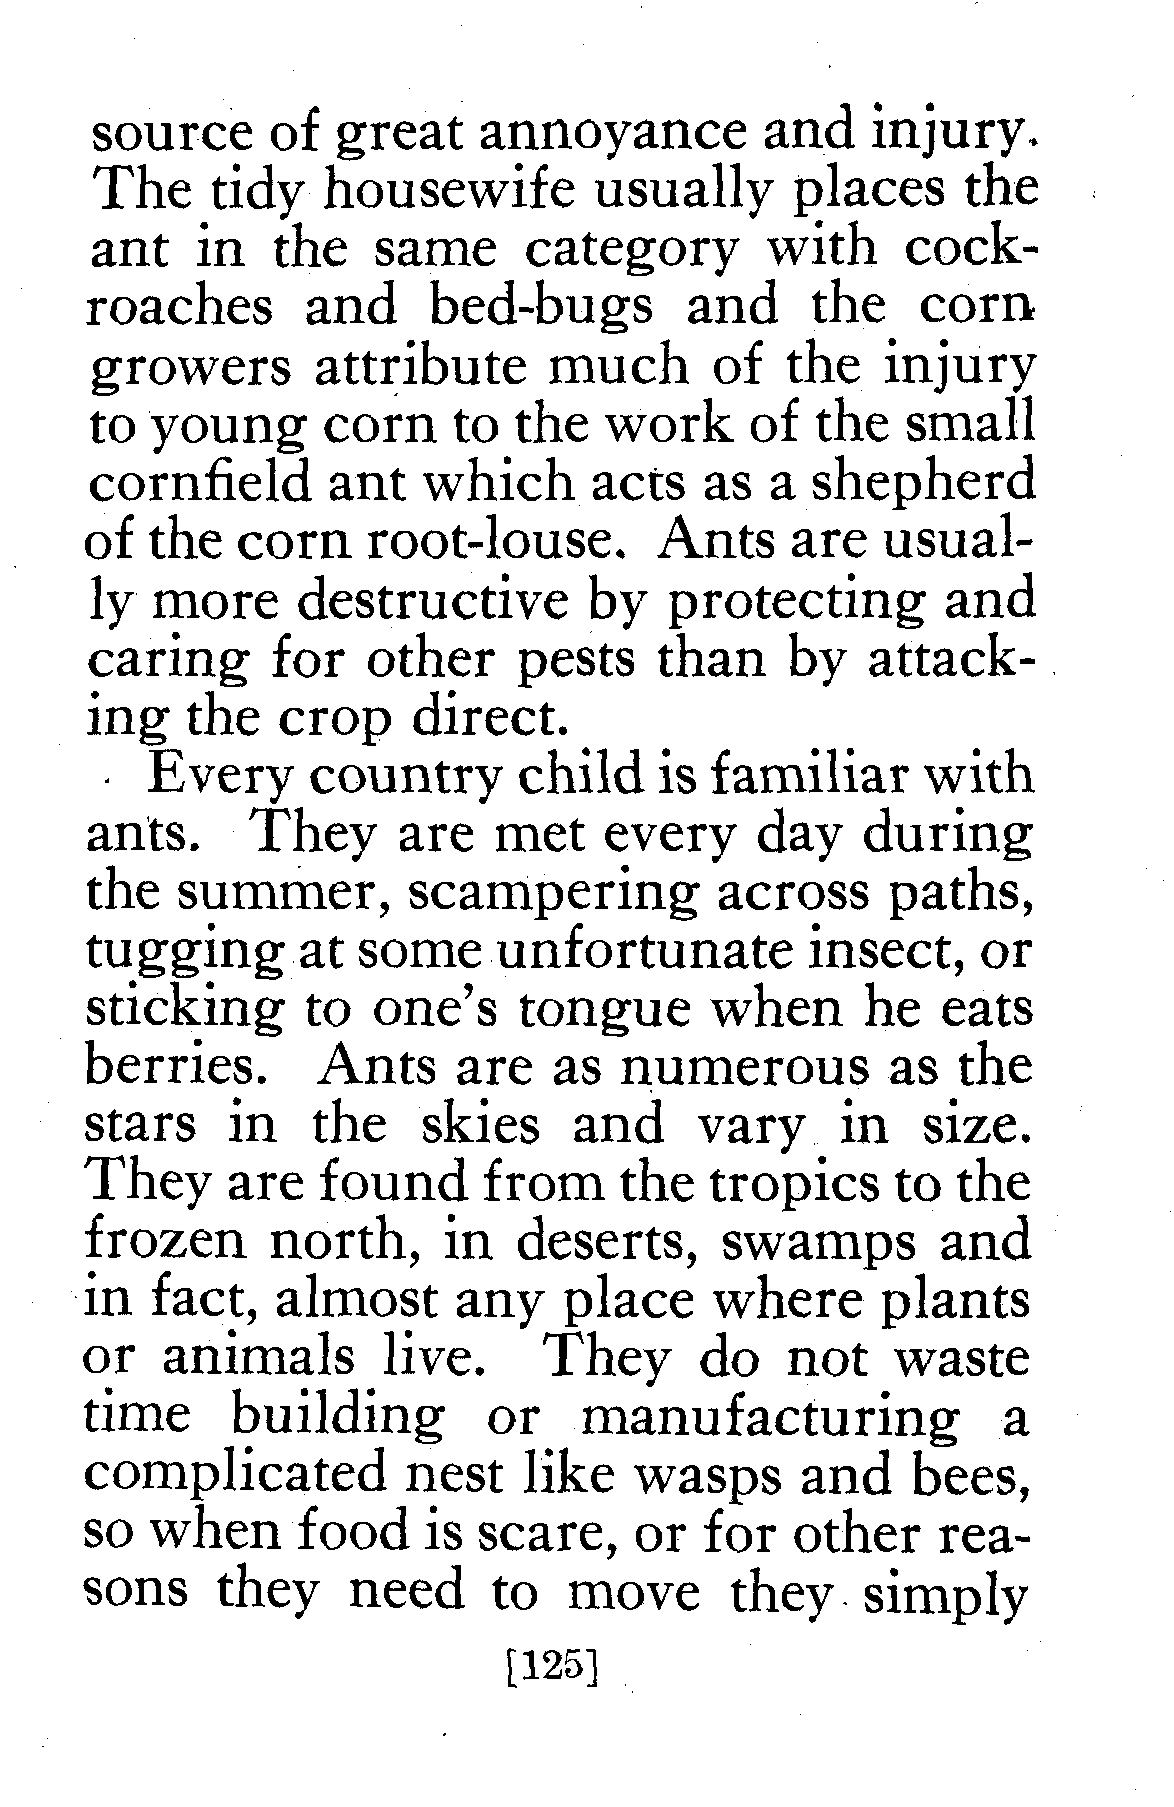 source of great annoyance and injury.
The tidy housewife usually places the
ant in the same category with cock-
roaches and bed-bugs and the corn
growers attribute much of the injury
to young corn to the work of the small
cornfield ant which acts as a shepherd
of the corn root-louse. Ants are usual-
ly more destructive by protecting and
caring for other pests than by attack-
ing the crop direct.
Every country child is familiar with
ants. They are met every day during
the summer, scampering across paths,
tugging at some unfortunate insect, or
sticking to one's tongue when he eats
berries. Ants are as numerous as the
stars in the skies and vary in size.
They are found from the tropics to the
frozen north, in deserts, swamps and
in fact, almost any place where plants
or animals live. They do not waste
time building or manufacturing a
complicated nest like wasps and bees,
so when food is scare, or for other rea-
sons they need to move they simply
[125]